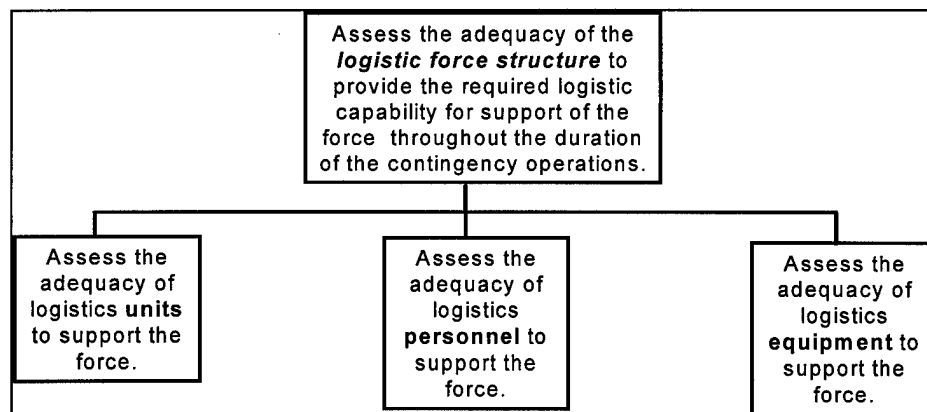 Assess the adequacy of the
logistic force structure to
provide the required logistic
capability for support of the
force throughout the duration
of the contingency operations.
Assess the
adequacy of
logistics units
to support the
force.
Assess the
adequacy of
logistics
personnel to
support the
force.
Assess the
adequacy of
logistics
equipment to
support the
force.